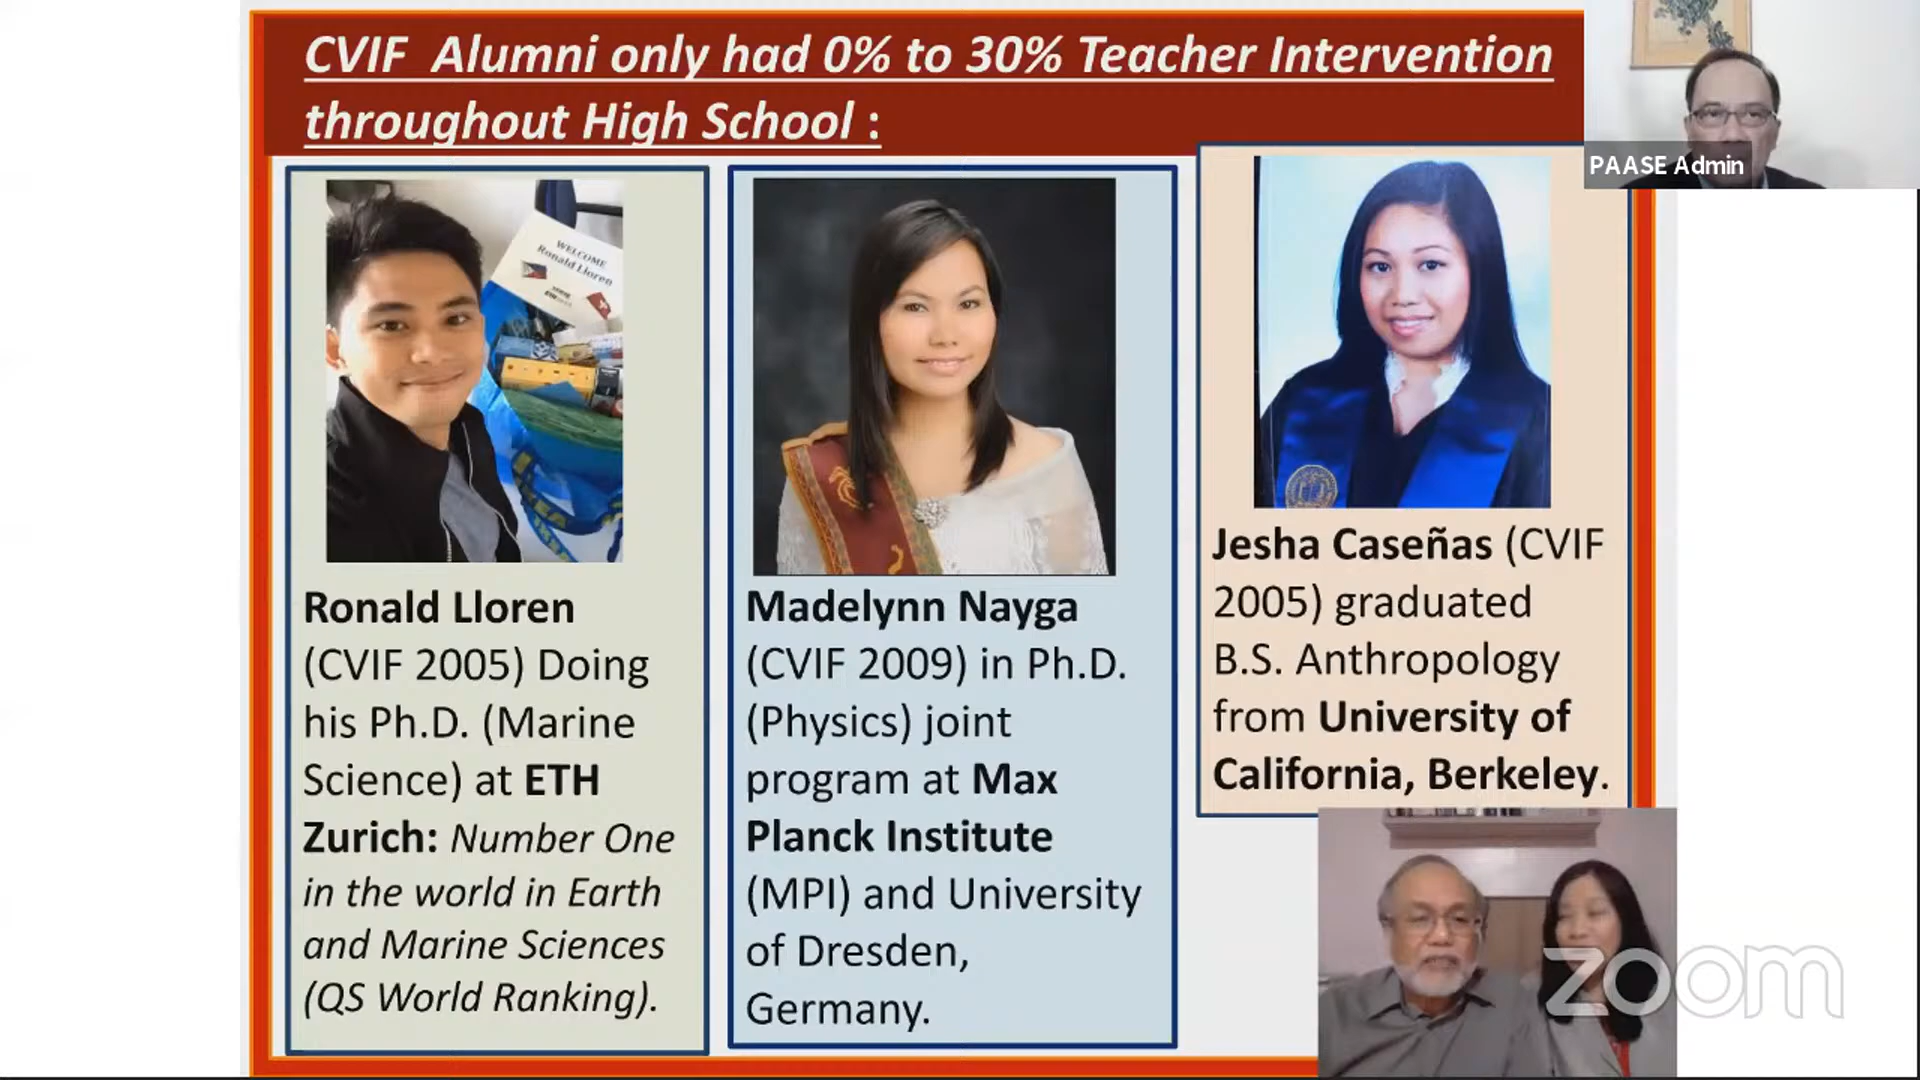 CVIF Alumni only had 0% to 30% Teacher Intervention
throughout High School :
PAASE Admin
WELCOME
Ronald Lloren
Ronald Lloren
(CVIF 2005) Doing
his Ph.D. (Marine
Science) at ETH
Zurich: Number One
in the world in Earth
and Marine Sciences
(QS World Ranking).
Madelynn Nayga
(CVIF 2009) in Ph.D.
(Physics) joint
program at Max
Planck Institute
(MPI) and University
of Dresden,
Germany.
Jesha Caseñas (CVIF
2005) graduated
B.S. Anthropology
from University of
California, Berkeley.
zoom